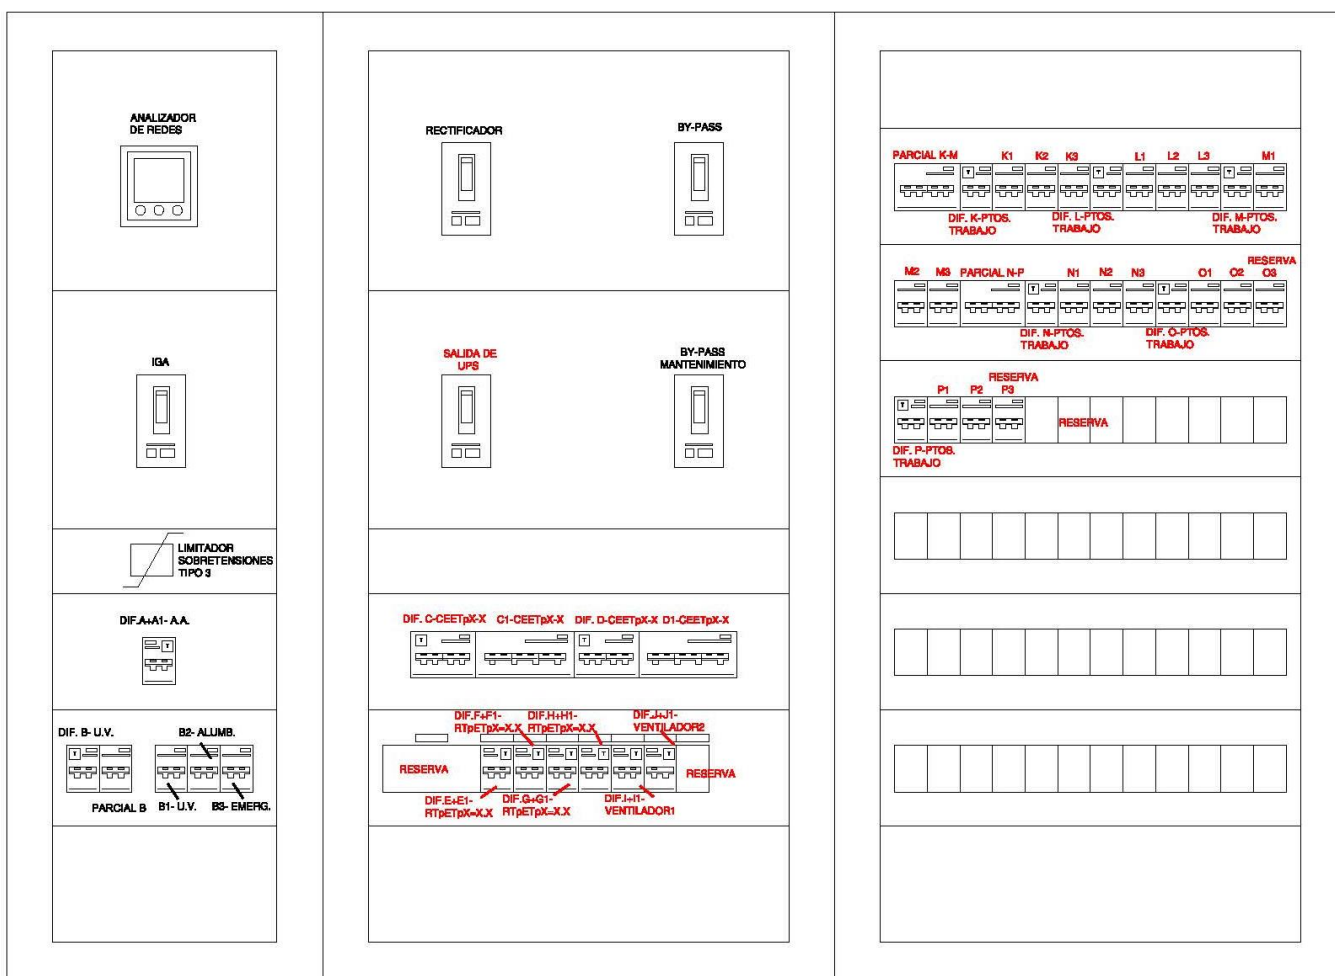 ANALIZADOR
DE REDES
IGA
LIMITADOR
SOBRETENSIONES
TIPO 3
DIF.A+A1- A.A.
T
DIF. B- U.V.
B2- ALUMB.
T
PARCIAL B
B1- U.V.
B3- EMERG.
RECTIFICADOR
BY-PASS
SALIDA DE
UPS
BY-PASS
MANTENIMIENTO
DIF. C-CEETpX-X
C1-CEETpX-X
DIF. D-CEETpX-X
D1-CEETpX-X
T
T
DIF.F+F1-
RTpETpX=X.X
DIF.H+H1-
RTpETpX=X.X
DIF.J+J1-
VENTILADOR2
RESERVA
T
T
T
T
T
T
RESERVA
DIF.E+E1-
RTpETpX=X.X
DIF.G+G1-
RTpETpX=X.X
DIF.I+I1-
VENTILADOR1
PARCIAL K-M
K1
K2
K3
L1
L2
L3
M1
T
T
T
DIF. K-PTOS.
TRABAJO
DIF. L-PTOS.
TRABAJO
DIF. M-PTOS.
TRABAJO
M2
M3
PARCIAL N-P
N1
N2
N3
O1
O2
RESERVA
O3
T
T
DIF. N-PTOS.
TRABAJO
DIF. O-PTOS.
TRABAJO
P1
P2
RESERVA
P3
T
RESERVA
DIF. P-PTOS.
TRABAJO